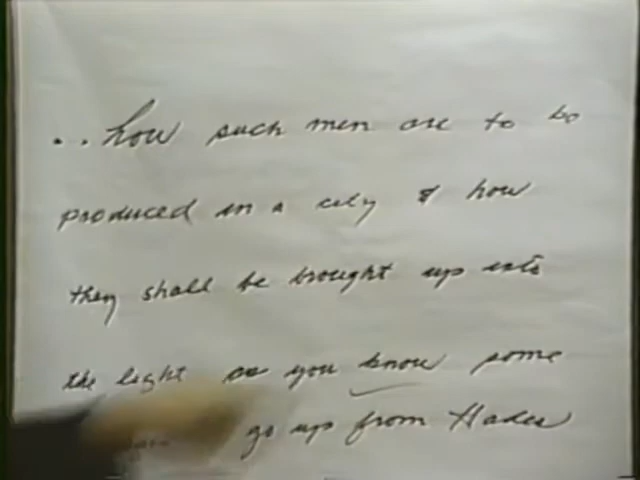 ..how such men are to be
produced in a city & how
they shall be brought up into
the light as you know some
go up from Hades